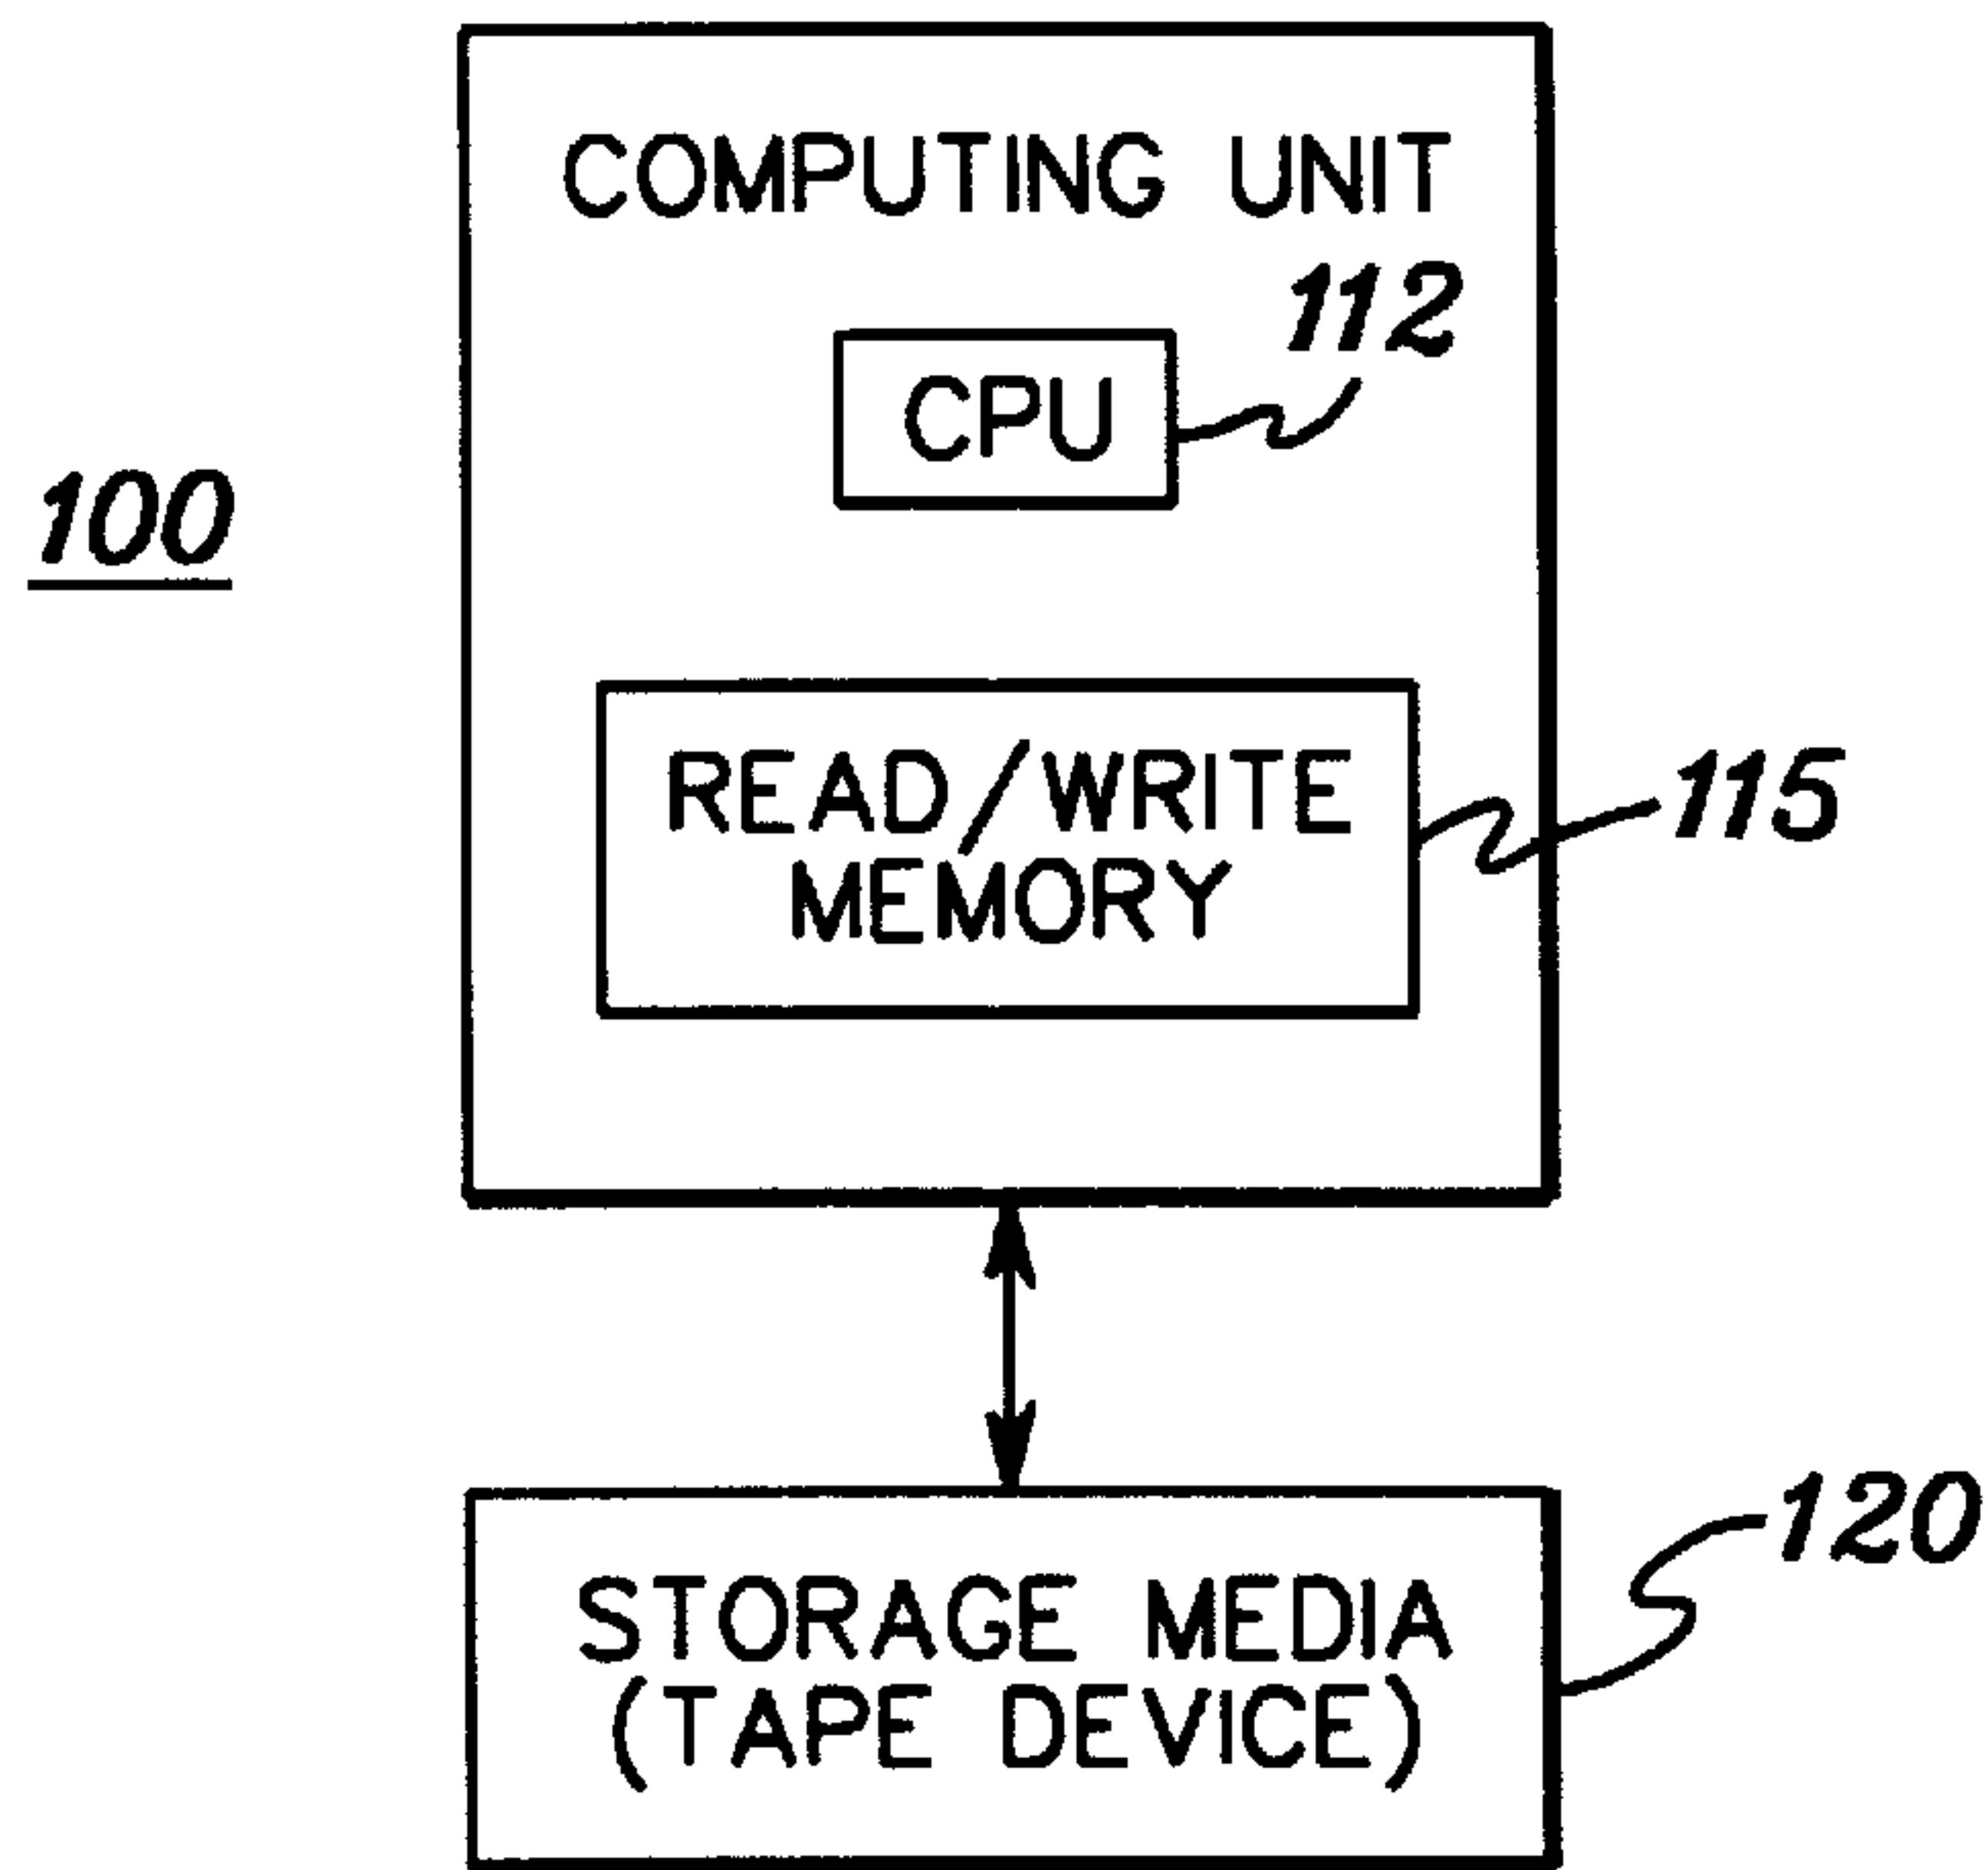 COMPUTING UNIT
112
CPU
100
READ/WRITE
MEMORY
115
STORAGE MEDIA
(TAPE DEVICE)
120